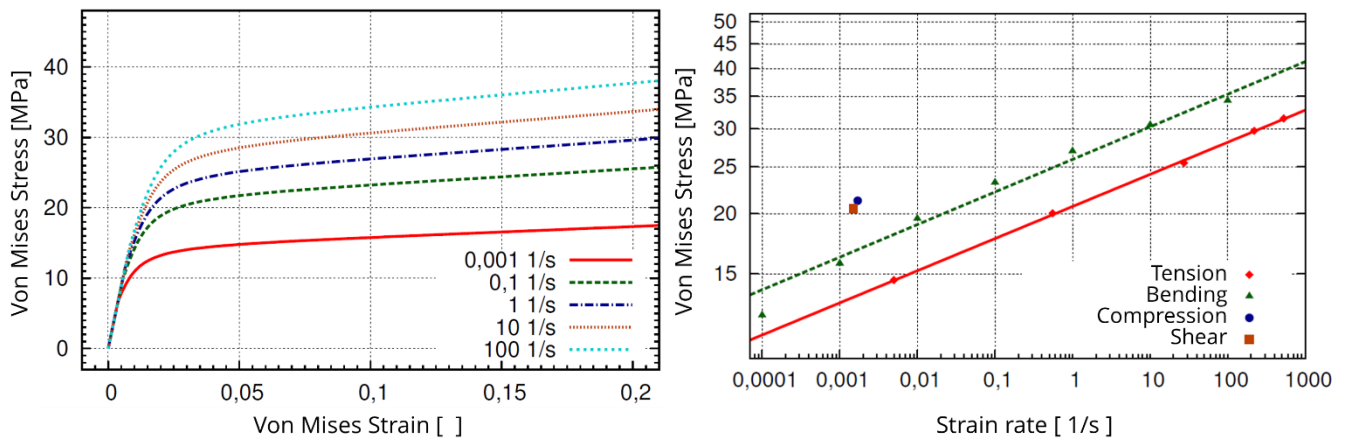 Von Mises Stress [MPa]
40
30
20
10
0
0,001 1/s
0,1 1/s
1 1/s
10 1/s
100 1/s
0
0,05
0,1
0,15
0,2
Von Mises Strain [ ]
Von Mises Stress [MPa]
50
45
40
35
30
25
20
15
Tension
Bending
Compression
Shear
0,0001
0,001
0,01
0,1
1
10
100
1000
Strain rate [ 1/s ]